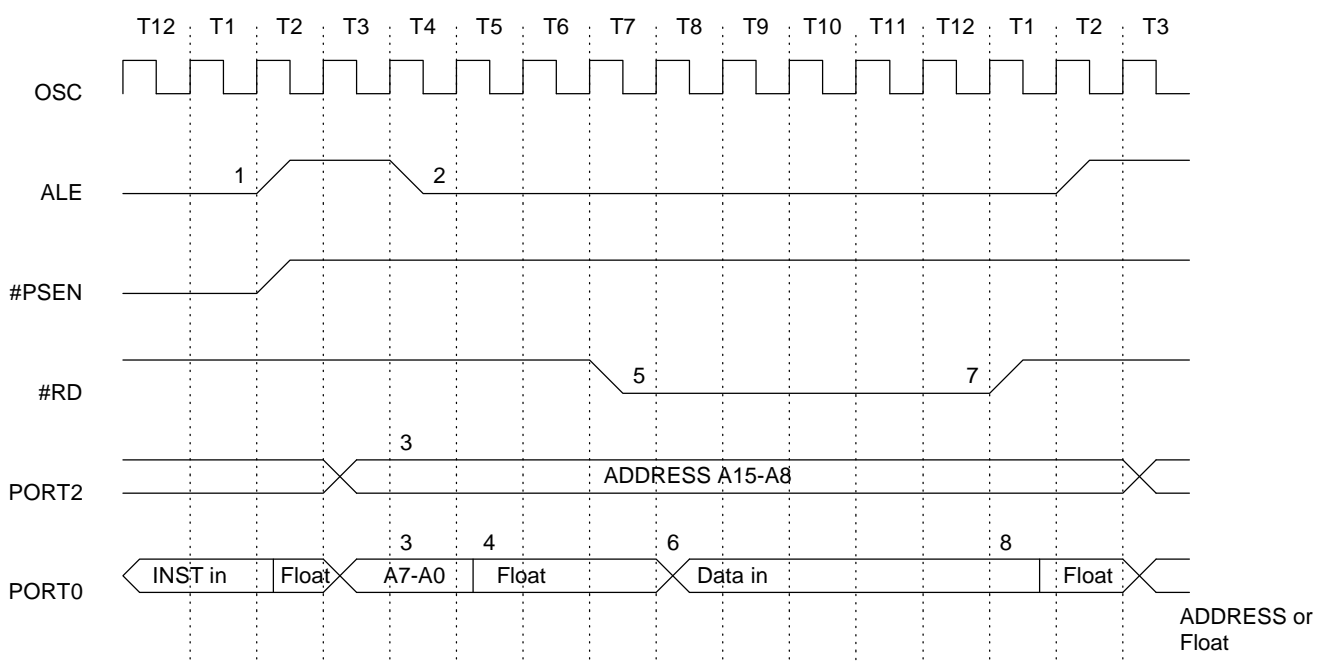 T12 T1 T2 T3 T4 T5 T6 T7 T8 T9 T10 T11 T12 T1 T2 T3
OSC
1 2
ALE
#PSEN
5 7
#RD
3
ADDRESS A15-A8
PORT2
3 4 6 8
INST in Float A7-A0 Float Data in Float
PORT0
ADDRESS or
Float